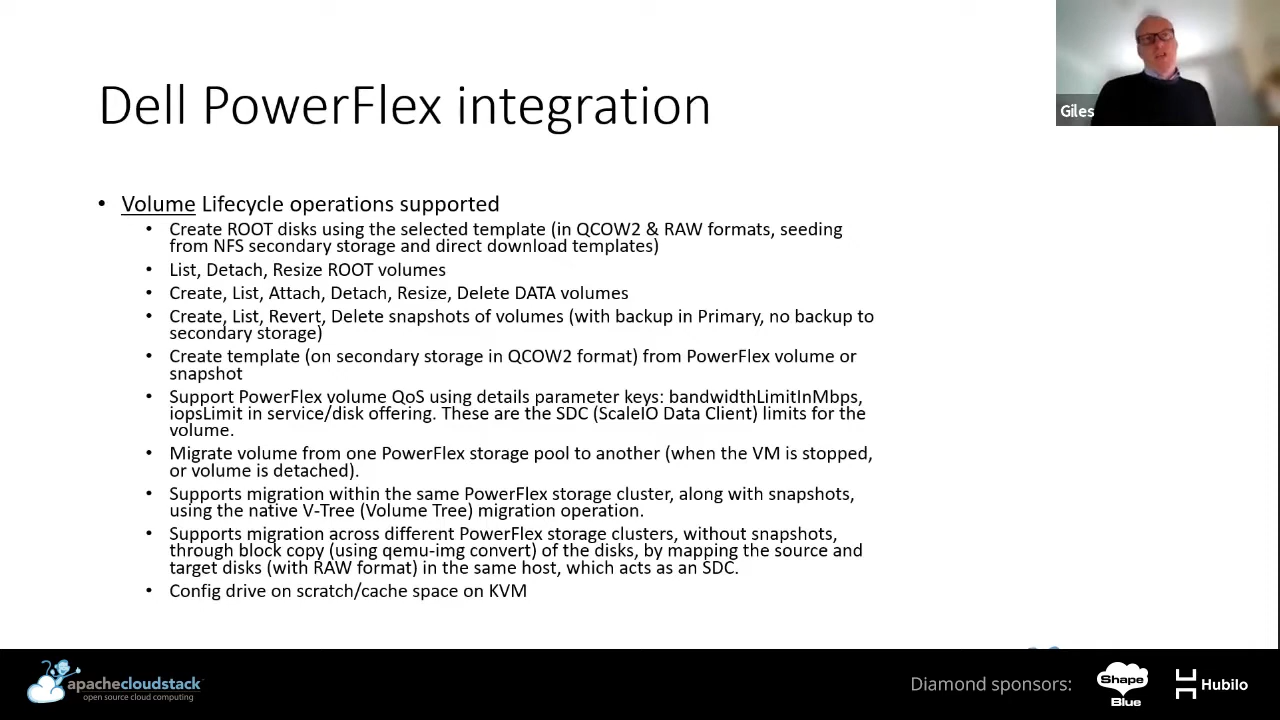 Dell PowerFlex integration
Giles
• Volume Lifecycle operations supported
• Create ROOT disks using the selected template (in QCOW2 & RAW formats, seeding
from NFS secondary storage and direct download templates)
• List, Detach, Resize ROOT volumes
• Create, List, Attach, Detach, Resize, Delete DATA volumes
• Create, List, Revert, Delete snapshots of volumes (with backup in Primary, no backup to
secondary storage)
• Create template (on secondary storage in QCOW2 format) from PowerFlex volume or
snapshot
• Support PowerFlex volume QoS using details parameter keys: bandwidthLimitInMbps,
iopsLimit in service/disk offering. These are the SDC (ScaleIO Data Client) limits for the
volume.
• Migrate volume from one PowerFlex storage pool to another (when the VM is stopped,
or volume is detached).
• Supports migration within the same PowerFlex storage cluster, along with snapshots,
using the native V-Tree (Volume Tree) migration operation.
• Supports migration across different PowerFlex storage clusters, without snapshots,
through block copy (using qemu-img convert) of the disks, by mapping the source and
target disks (with RAW format) in the same host, which acts as an SDC.
• Config drive on scratch/cache space on KVM
apachecloudstack
open source cloud computing
Diamond sponsors:
Shape
Blue
Hubilo